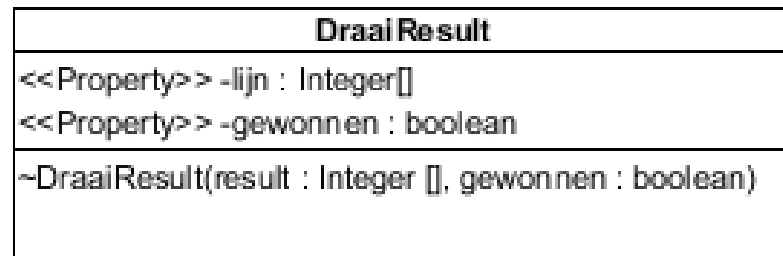 DraaiResult
<<Property>> -lijn : Integer[]
<<Property>> -gewonnen : boolean
~DraaiResult(result : Integer [], gewonnen : boolean)